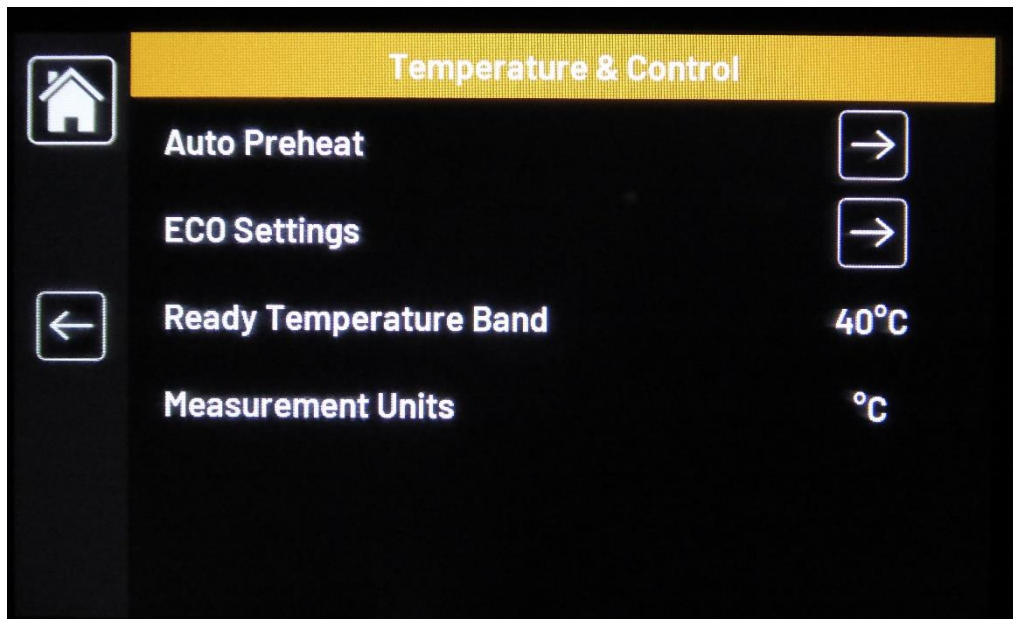 Temperature & Control
Auto Preheat
ECO Settings
Ready Temperature Band 40°C
Measurement Units °C